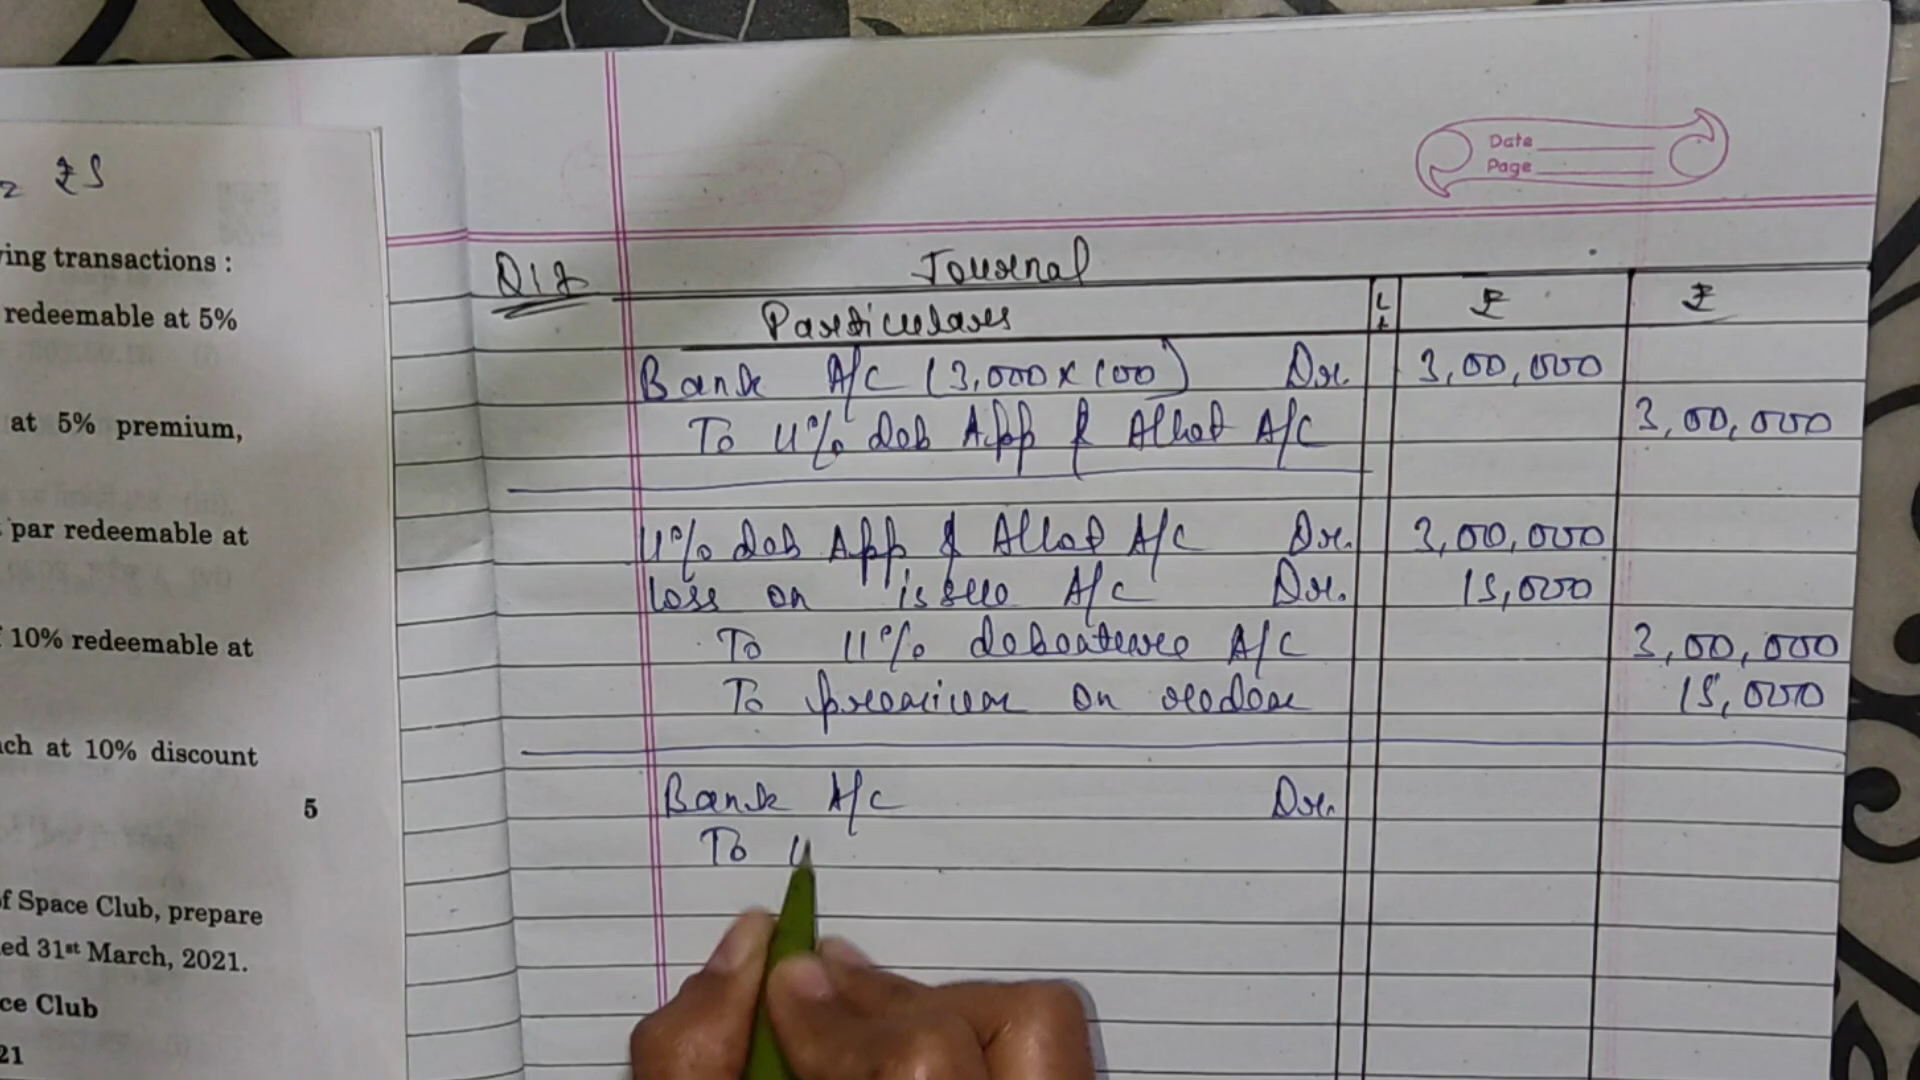 ₹5
ing transactions :
redeemable at 5%
at 5% premium,
par redeemable at
10% redeemable at
ch at 10% discount
5
of Space Club, prepare
ed 31st March, 2021.
ce Club
21
Date
Page
Journal
Particulars L.F ₹ ₹
Bank A/C (3,000 x 100) Dr. 3,00,000
To 11% deb App & Allot A/C 3,00,000
11% deb App & Allot A/C Dr. 3,00,000
loss on issue A/C Dr. 15,000
To 11% debenture A/C 3,00,000
To premium on redem 15,000
Bank A/C Dr.
To 11